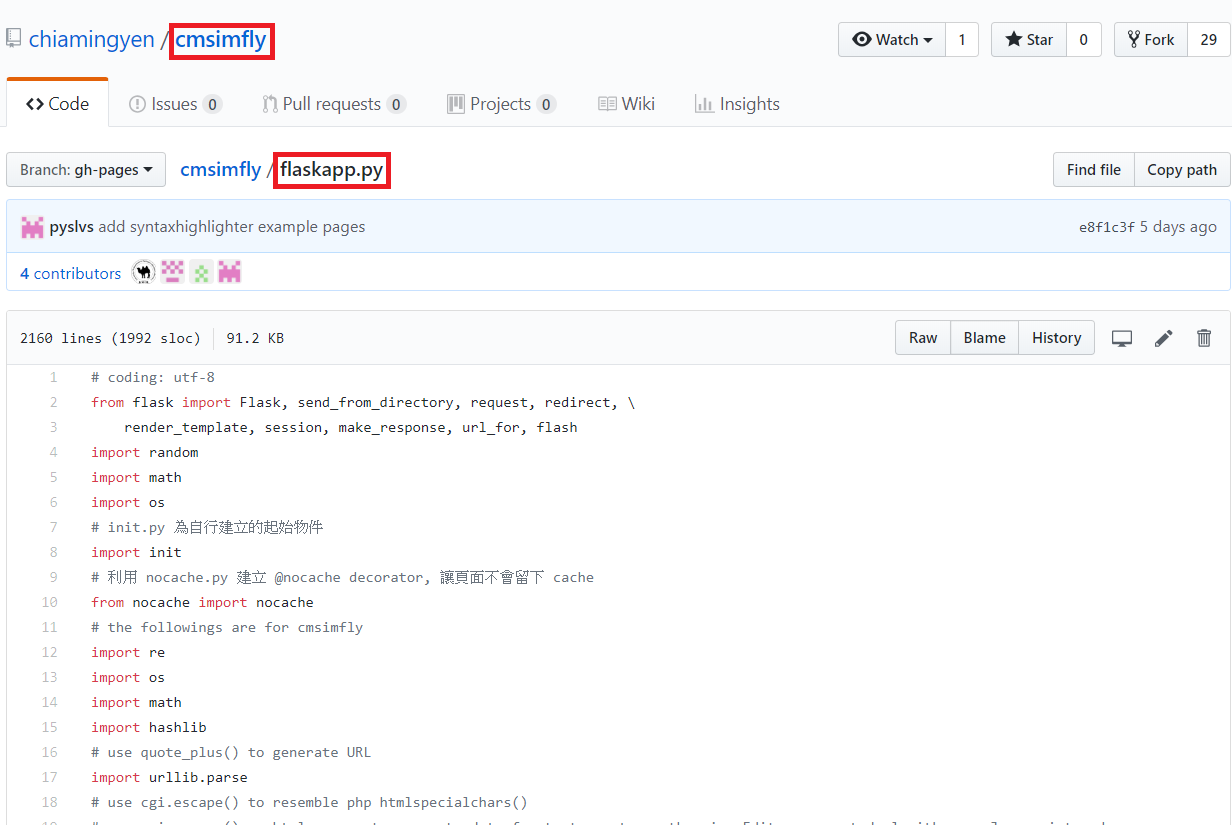 chiamingyen / cmsimfly
Watch 1 Star 0 Fork 29
Code Issues 0 Pull requests 0 Projects 0 Wiki Insights
Branch: gh-pages cmsimfly / flaskapp.py Find file Copy path
pyslvs add syntaxhighlighter example pages e8f1c3f 5 days ago
4 contributors
2160 lines (1992 sloc) 91.2 KB Raw Blame History
1 # coding: utf-8
2 from flask import Flask, send_from_directory, request, redirect, \
3 render_template, session, make_response, url_for, flash
4 import random
5 import math
6 import os
7 # init.py 為自行建立的起始物件
8 import init
9 # 利用 nocache.py 建立 @nocache decorator, 讓頁面不會留下 cache
10 from nocache import nocache
11 # the followings are for cmsimfly
12 import re
13 import os
14 import math
15 import hashlib
16 # use quote_plus() to generate URL
17 import urllib.parse
18 # use cgi.escape() to resemble php htmlspecialchars()